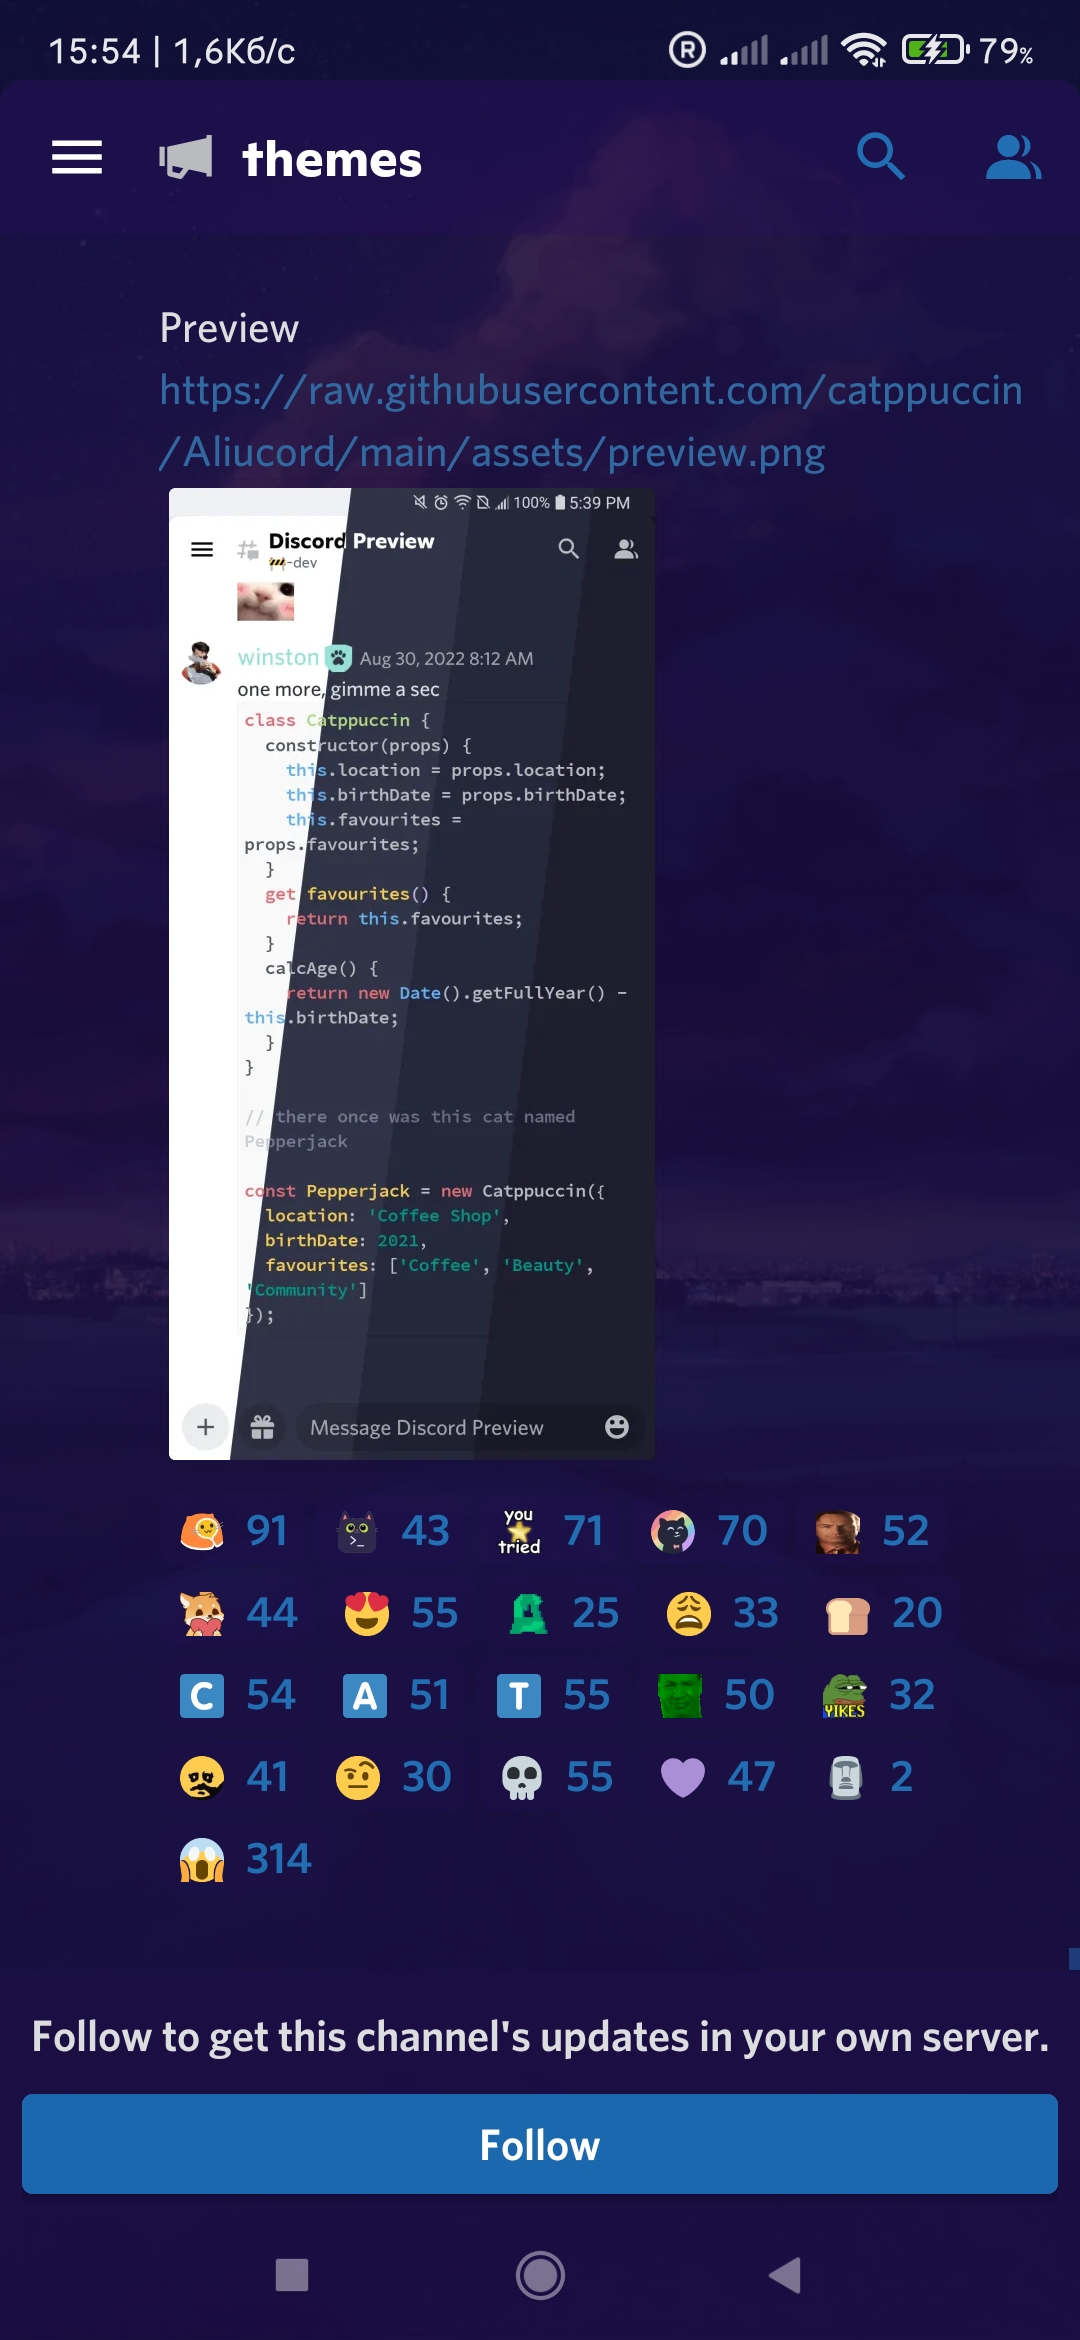 15:54 | 1,6Кб/с ® 79%
themes
Preview
https://raw.githubusercontent.com/catppuccin
/Aliucord/main/assets/preview.png
100% 5:39 PM
Discord Preview
-dev
winston Aug 30, 2022 8:12 AM
one more, gimme a sec
class Catppuccin {
constructor(props) {
this.location = props.location;
this.birthDate = props.birthDate;
this.favourites =
props.favourites;
}
get favourites() {
return this.favourites;
}
calcAge() {
return new Date().getFullYear() -
this.birthDate;
}
}
// there once was this cat named
Pepperjack
const Pepperjack = new Catppuccin({
location: 'Coffee Shop',
birthDate: 2021,
favourites: ['Coffee', 'Beauty',
'Community']
});
Message Discord Preview
91 43 you tried 71 70 52
44 55 25 33 20
C 54 A 51 T 55 50 YIKES 32
41 30 55 47 2
314
Follow to get this channel's updates in your own server.
Follow